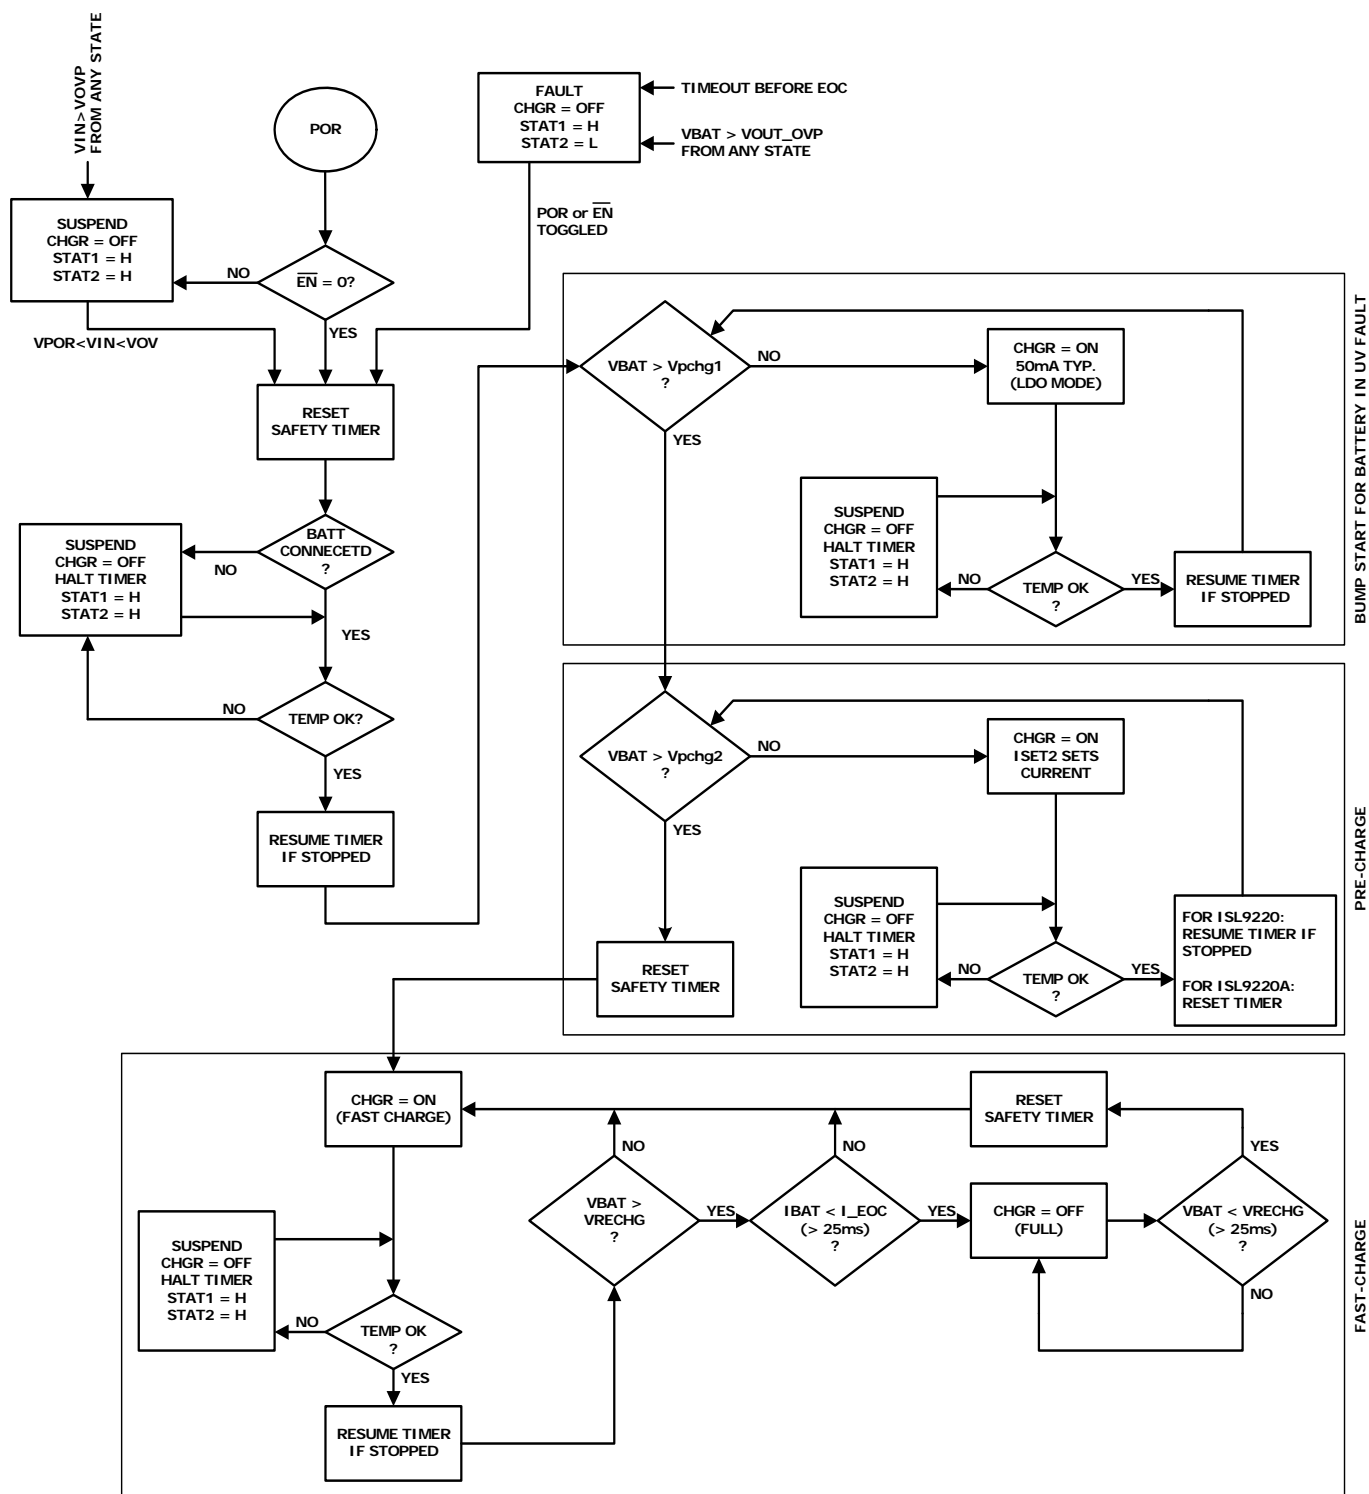 VIN>VOVP
FROM ANY STATE
POR
FAULT
CHGR = OFF
STAT1 = H
STAT2 = L
TIMEOUT BEFORE EOC
VBAT > VOUT_OVP
FROM ANY STATE
SUSPEND
CHGR = OFF
STAT1 = H
STAT2 = H
NO
EN = 0?
YES
POR or EN
TOGGLED
VPOR<VIN<VOV
RESET
SAFETY TIMER
BATT
CONNECETD
?
NO
SUSPEND
CHGR = OFF
HALT TIMER
STAT1 = H
STAT2 = H
YES
TEMP OK?
NO
YES
RESUME TIMER
IF STOPPED
BUMP START FOR BATTERY IN UV FAULT
VBAT > Vpchg1
?
NO
YES
CHGR = ON
50mA TYP.
(LDO MODE)
SUSPEND
CHGR = OFF
HALT TIMER
STAT1 = H
STAT2 = H
NO
TEMP OK
?
YES
RESUME TIMER
IF STOPPED
PRE-CHARGE
VBAT > Vpchg2
?
NO
YES
CHGR = ON
ISET2 SETS
CURRENT
SUSPEND
CHGR = OFF
HALT TIMER
STAT1 = H
STAT2 = H
NO
TEMP OK
?
YES
FOR ISL9220:
RESUME TIMER IF
STOPPED
FOR ISL9220A:
RESET TIMER
RESET
SAFETY TIMER
FAST-CHARGE
CHGR = ON
(FAST CHARGE)
SUSPEND
CHGR = OFF
HALT TIMER
STAT1 = H
STAT2 = H
NO
TEMP OK
?
YES
RESUME TIMER
IF STOPPED
NO
VBAT >
VRECHG
?
YES
NO
IBAT < I_EOC
(> 25ms)
?
YES
CHGR = OFF
(FULL)
RESET
SAFETY TIMER
YES
VBAT < VRECHG
(> 25ms)
?
NO